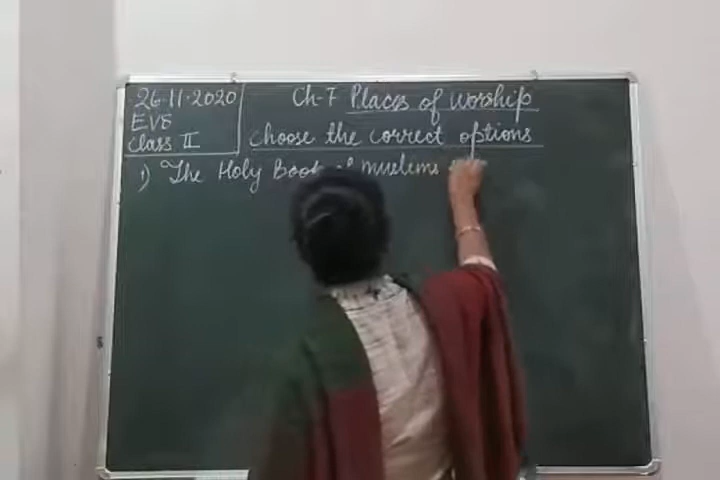 26.11.2020
EVS
Class II
Ch-7 Places of Worship
choose the correct options
1) The Holy Book of muslims